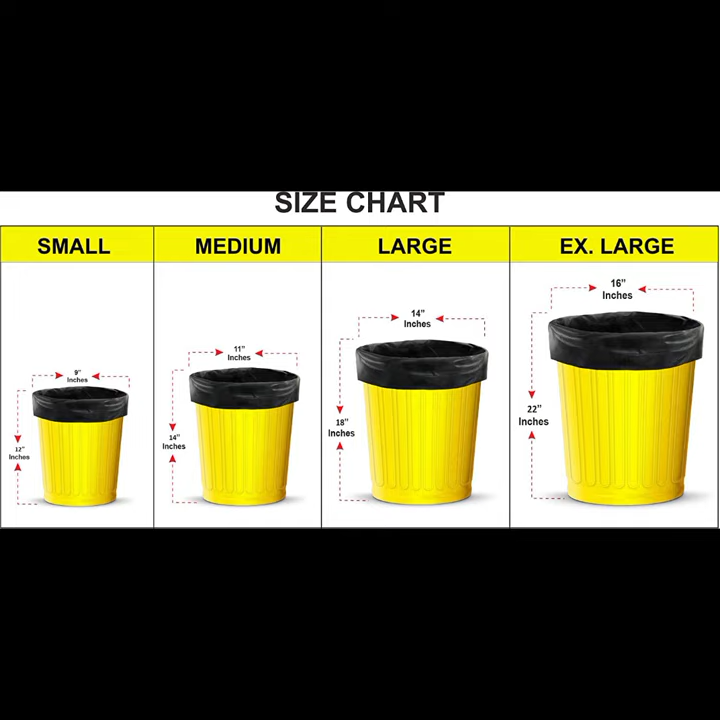 SIZE CHART
SMALL
MEDIUM
LARGE
EX. LARGE
9”
Inches
12”
Inches
11”
Inches
14”
Inches
14”
Inches
18”
Inches
16”
Inches
22”
Inches